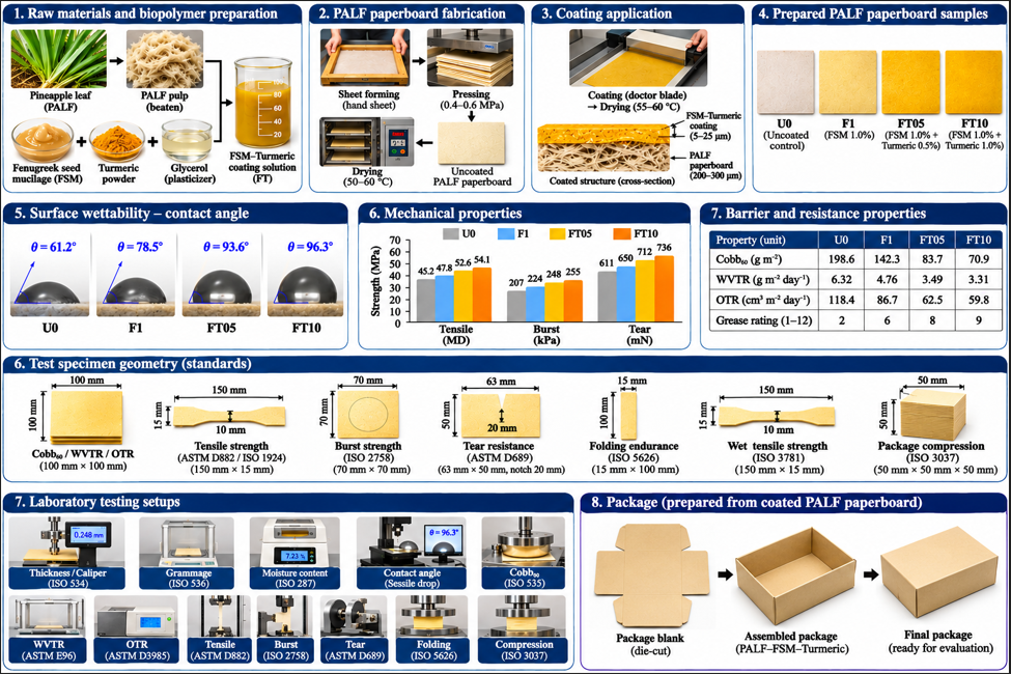 1. Raw materials and biopolymer preparation
Pineapple leaf
(PALF)
PALF pulp
(beaten)
80
60
40
20
Fenugreek seed
mucilage (FSM)
+
Turmeric
powder
+
Glycerol
(plasticizer)
FSM–Turmeric
coating solution
(FT)
2. PALF paperboard fabrication
Sheet forming
(hand sheet)
Pressing
(0.4–0.6 MPa)
Drying
(50–60 °C)
Uncoated
PALF paperboard
3. Coating application
Coating (doctor blade)
→ Drying (55–60 °C)
FSM–Turmeric
coating
(5–25 μm)
PALF
paperboard
(200–300 μm)
Coated structure (cross-section)
4. Prepared PALF paperboard samples
U0
(Uncoated
control)
F1
(FSM 1.0%)
FT05
(FSM 1.0% +
Turmeric 0.5%)
FT10
(FSM 1.0% +
Turmeric 1.0%)
5. Surface wettability – contact angle
θ = 61.2°
θ = 78.5°
θ = 93.6°
θ = 96.3°
U0
F1
FT05
FT10
6. Mechanical properties
U0 F1 FT05 FT10
Strength (MPa)
70
60
50
40
30
20
10
0
45.2 47.8 52.6 54.1
207 224 248 255
611 650 712 736
Tensile
(MD)
Burst
(kPa)
Tear
(mN)
7. Barrier and resistance properties
Property (unit) U0 F1 FT05 FT10
Cobb₆₀ (g m⁻²) 198.6 142.3 83.7 70.9
WVTR (g m⁻² day⁻¹) 6.32 4.76 3.49 3.31
OTR (cm³ m⁻² day⁻¹) 118.4 86.7 62.5 59.8
Grease rating (1–12) 2 6 8 9
6. Test specimen geometry (standards)
100 mm
100 mm
Cobb₆₀ / WVTR / OTR
(100 mm × 100 mm)
150 mm
15 mm
10 mm
Tensile strength
(ASTM D882 / ISO 1924)
(150 mm × 15 mm)
70 mm
70 mm
Burst strength
(ISO 2758)
(70 mm × 70 mm)
63 mm
20 mm
Tear resistance
(ASTM D689)
(63 mm × 50 mm, notch 20 mm)
15 mm
100 mm
Folding endurance
(ISO 5626)
(15 mm × 100 mm)
150 mm
15 mm
10 mm
Wet tensile strength
(ISO 3781)
(150 mm × 15 mm)
50 mm
50 mm
Package compression
(ISO 3037)
(50 mm × 50 mm × 50 mm)
7. Laboratory testing setups
0.248 mm
Thickness / Caliper
(ISO 534)
Grammage
(ISO 536)
7.23 %
Moisture content
(ISO 287)
θ = 96.3°
Contact angle
(Sessile drop)
Cobb₆₀
(ISO 535)
WVTR
(ASTM E96)
OTR
(ASTM D3985)
Tensile
(ASTM D882)
Burst
(ISO 2758)
Tear
(ASTM D689)
Folding
(ISO 5626)
Compression
(ISO 3037)
8. Package (prepared from coated PALF paperboard)
Package blank
(die-cut)
Assembled package
(PALF–FSM–Turmeric)
Final package
(ready for evaluation)